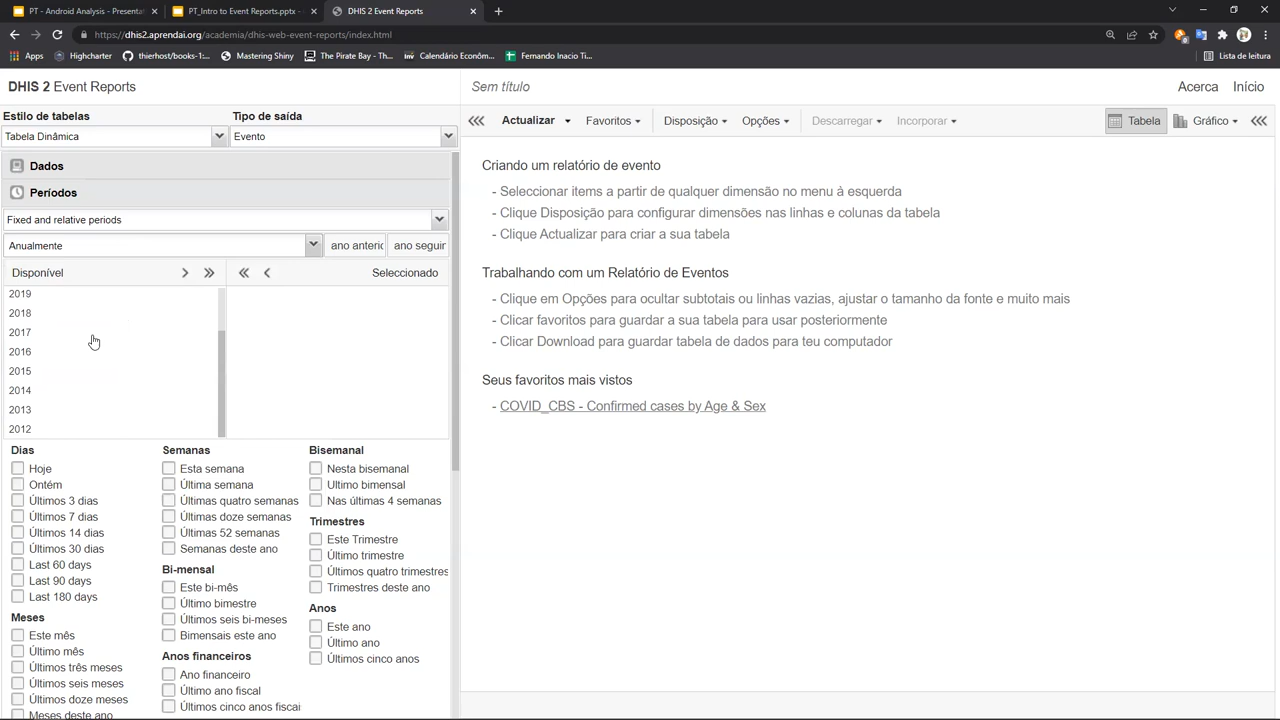 PT - Android Analysis - Presentaç
PT_Intro to Event Reports.pptx -
DHIS 2 Event Reports
https://dhis2.aprendai.org/academia/dhis-web-event-reports/index.html
Apps
Highcharter
thierhost/books-1:...
Mastering Shiny
The Pirate Bay - Th...
Calendário Econôm...
Fernando Inacio Ti...
Lista de leitura
DHIS 2 Event Reports
Sem título
Acerca
Início
Estilo de tabelas
Tipo de saída
Tabela Dinâmica
Evento
Actualizar
Favoritos
Disposição
Opções
Descarregar
Incorporar
Tabela
Gráfico
Dados
Períodos
Fixed and relative periods
Anualmente
ano anteric
ano seguir
Disponível
Seleccionado
2019
2018
2017
2016
2015
2014
2013
2012
Dias
Hoje
Ontém
Últimos 3 dias
Últimos 7 dias
Últimos 14 dias
Últimos 30 dias
Last 60 days
Last 90 days
Last 180 days
Meses
Este mês
Último mês
Últimos três meses
Últimos seis meses
Últimos doze meses
Meses deste ano
Semanas
Esta semana
Última semana
Últimas quatro semanas
Últimas doze semanas
Últimas 52 semanas
Semanas deste ano
Bi-mensal
Este bi-mês
Último bimestre
Últimos seis bi-meses
Bimensais este ano
Anos financeiros
Ano financeiro
Último ano fiscal
Últimos cinco anos fiscai
Bisemanal
Nesta bisemanal
Ultimo bimensal
Nas últimas 4 semanas
Trimestres
Este Trimestre
Último trimestre
Últimos quatro trimestres
Trimestres deste ano
Anos
Este ano
Último ano
Últimos cinco anos
Criando um relatório de evento
- Seleccionar items a partir de qualquer dimensão no menu à esquerda
- Clique Disposição para configurar dimensões nas linhas e colunas da tabela
- Clique Actualizar para criar a sua tabela
Trabalhando com um Relatório de Eventos
- Clique em Opções para ocultar subtotais ou linhas vazias, ajustar o tamanho da fonte e muito mais
- Clicar favoritos para guardar a sua tabela para usar posteriormente
- Clicar Download para guardar tabela de dados para teu computador
Seus favoritos mais vistos
- COVID_CBS - Confirmed cases by Age & Sex